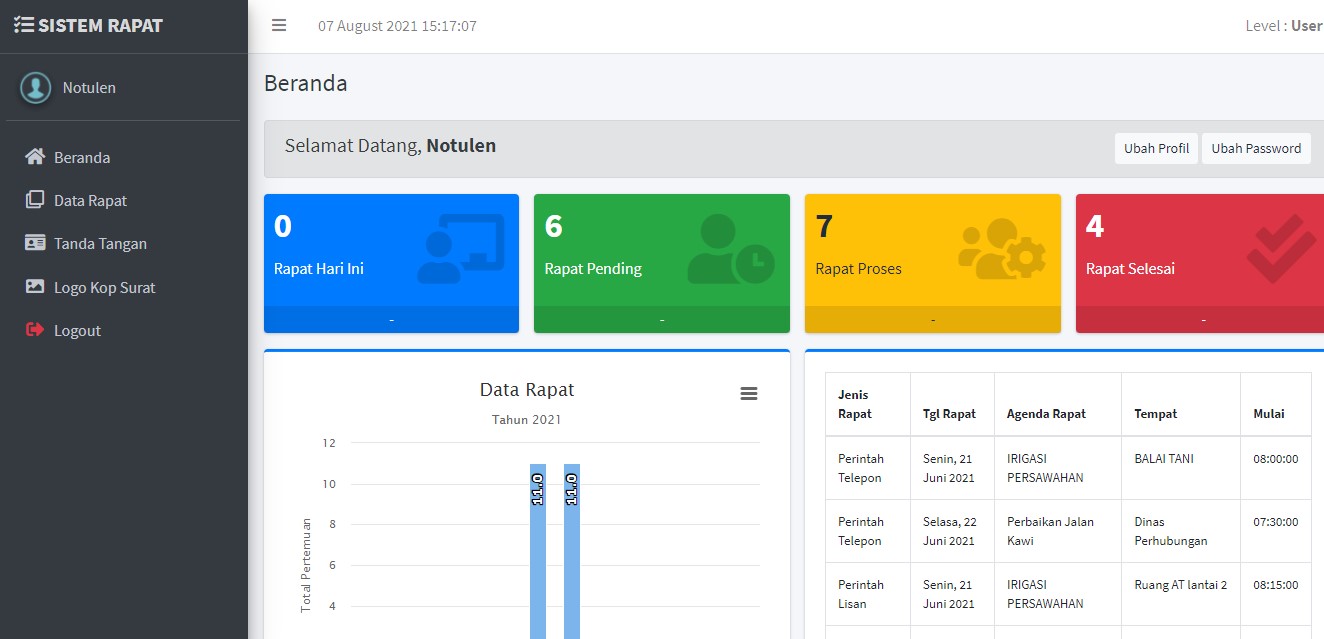 SISTEM RAPAT
07 August 2021 15:17:07
Level : User
Notulen
Beranda
Data Rapat
Tanda Tangan
Logo Kop Surat
Logout
Beranda
Selamat Datang, Notulen
Ubah Profil
Ubah Password
0
Rapat Hari Ini
-
6
Rapat Pending
-
7
Rapat Proses
-
4
Rapat Selesai
-
Data Rapat
Tahun 2021
12
10
8
6
4
Total Pertemuan
11.0
11.0
Jenis
Rapat
Tgl Rapat
Agenda Rapat
Tempat
Mulai
Perintah
Telepon
Senin, 21
Juni 2021
IRIGASI
PERSAWAHAN
BALAI TANI
08:00:00
Perintah
Telepon
Selasa, 22
Juni 2021
Perbaikan Jalan
Kawi
Dinas
Perhubungan
07:30:00
Perintah
Lisan
Senin, 21
Juni 2021
IRIGASI
PERSAWAHAN
Ruang AT lantai 2
08:15:00